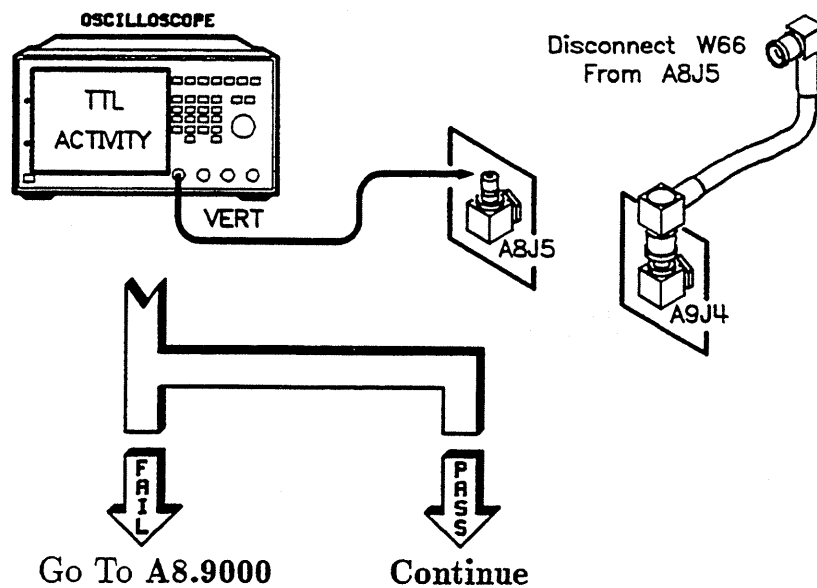 OSCILLOSCOPE
Disconnect W66
From A8J5
TTL
ACTIVITY
VERT
A8J5
A9J4
FAIL
PASS
Go To A8.9000
Continue